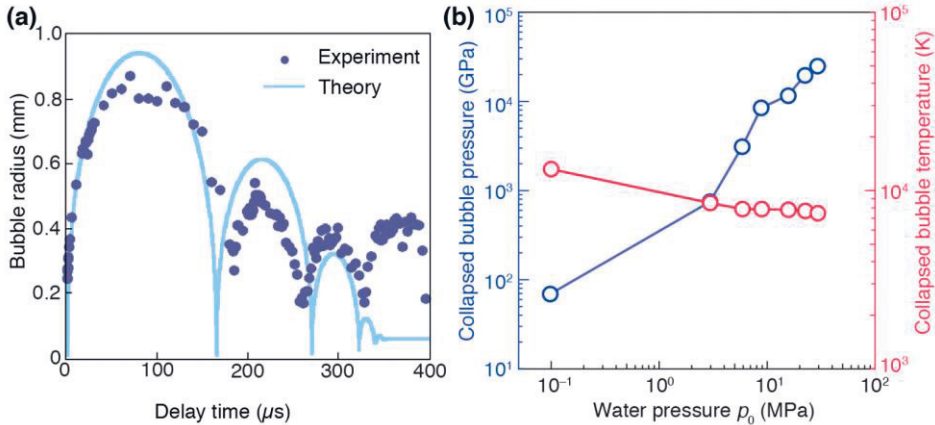 (a)
1.0
0.8
0.6
0.4
0.2
0
Bubble radius (mm)
Experiment
Theory
0
100
200
300
400
Delay time (μs)
(b)
10⁵
10⁴
10³
10²
10¹
Collapsed bubble pressure (GPa)
10⁻¹
10⁰
10¹
10²
Water pressure p₀ (MPa)
10⁵
10⁴
10³
Collapsed bubble temperature (K)